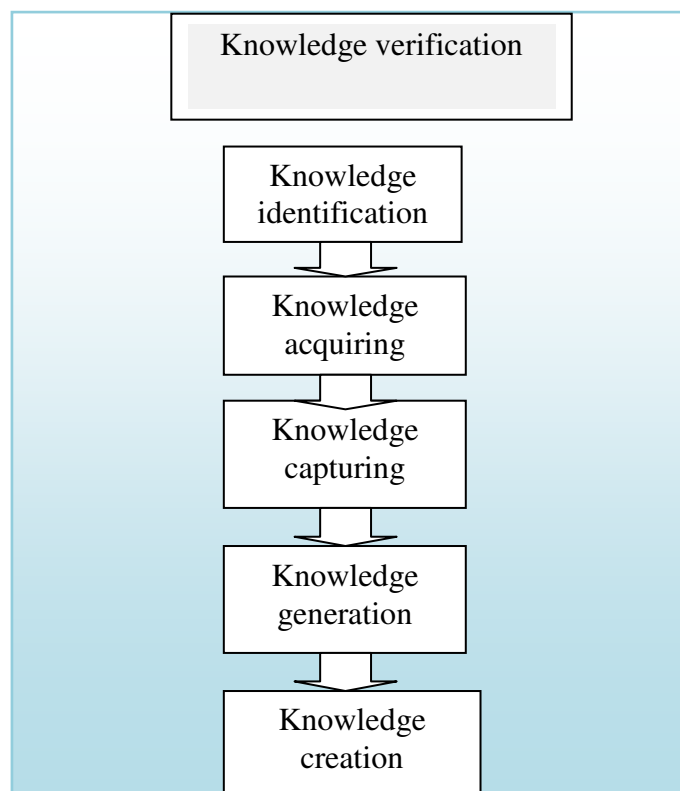 Knowledge verification
Knowledge
identification
Knowledge
acquiring
Knowledge
capturing
Knowledge
generation
Knowledge
creation